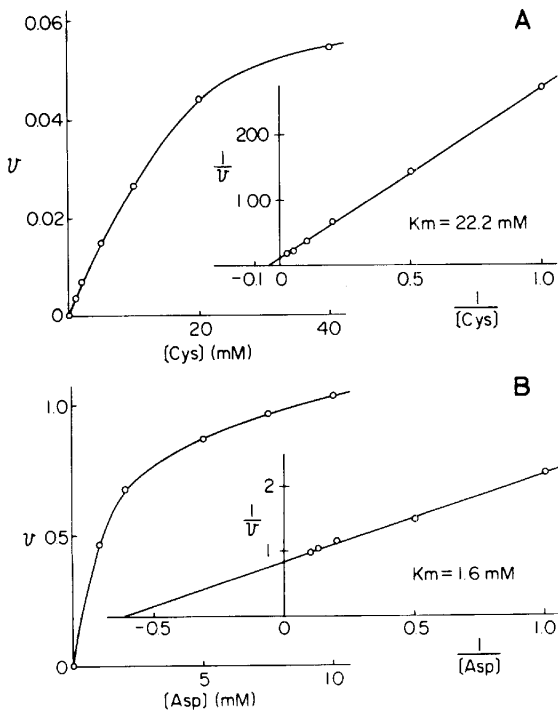 A
0.06
0.04
0.02
0
υ
20
40
[Cys] (mM)
1/υ
200
100
-0.1
0
0.5
1.0
1/[Cys]
Km = 22.2 mM
B
1.0
0.5
0
υ
5
10
[Asp] (mM)
1/υ
2
1
-0.5
0
0.5
1.0
1/[Asp]
Km = 1.6 mM